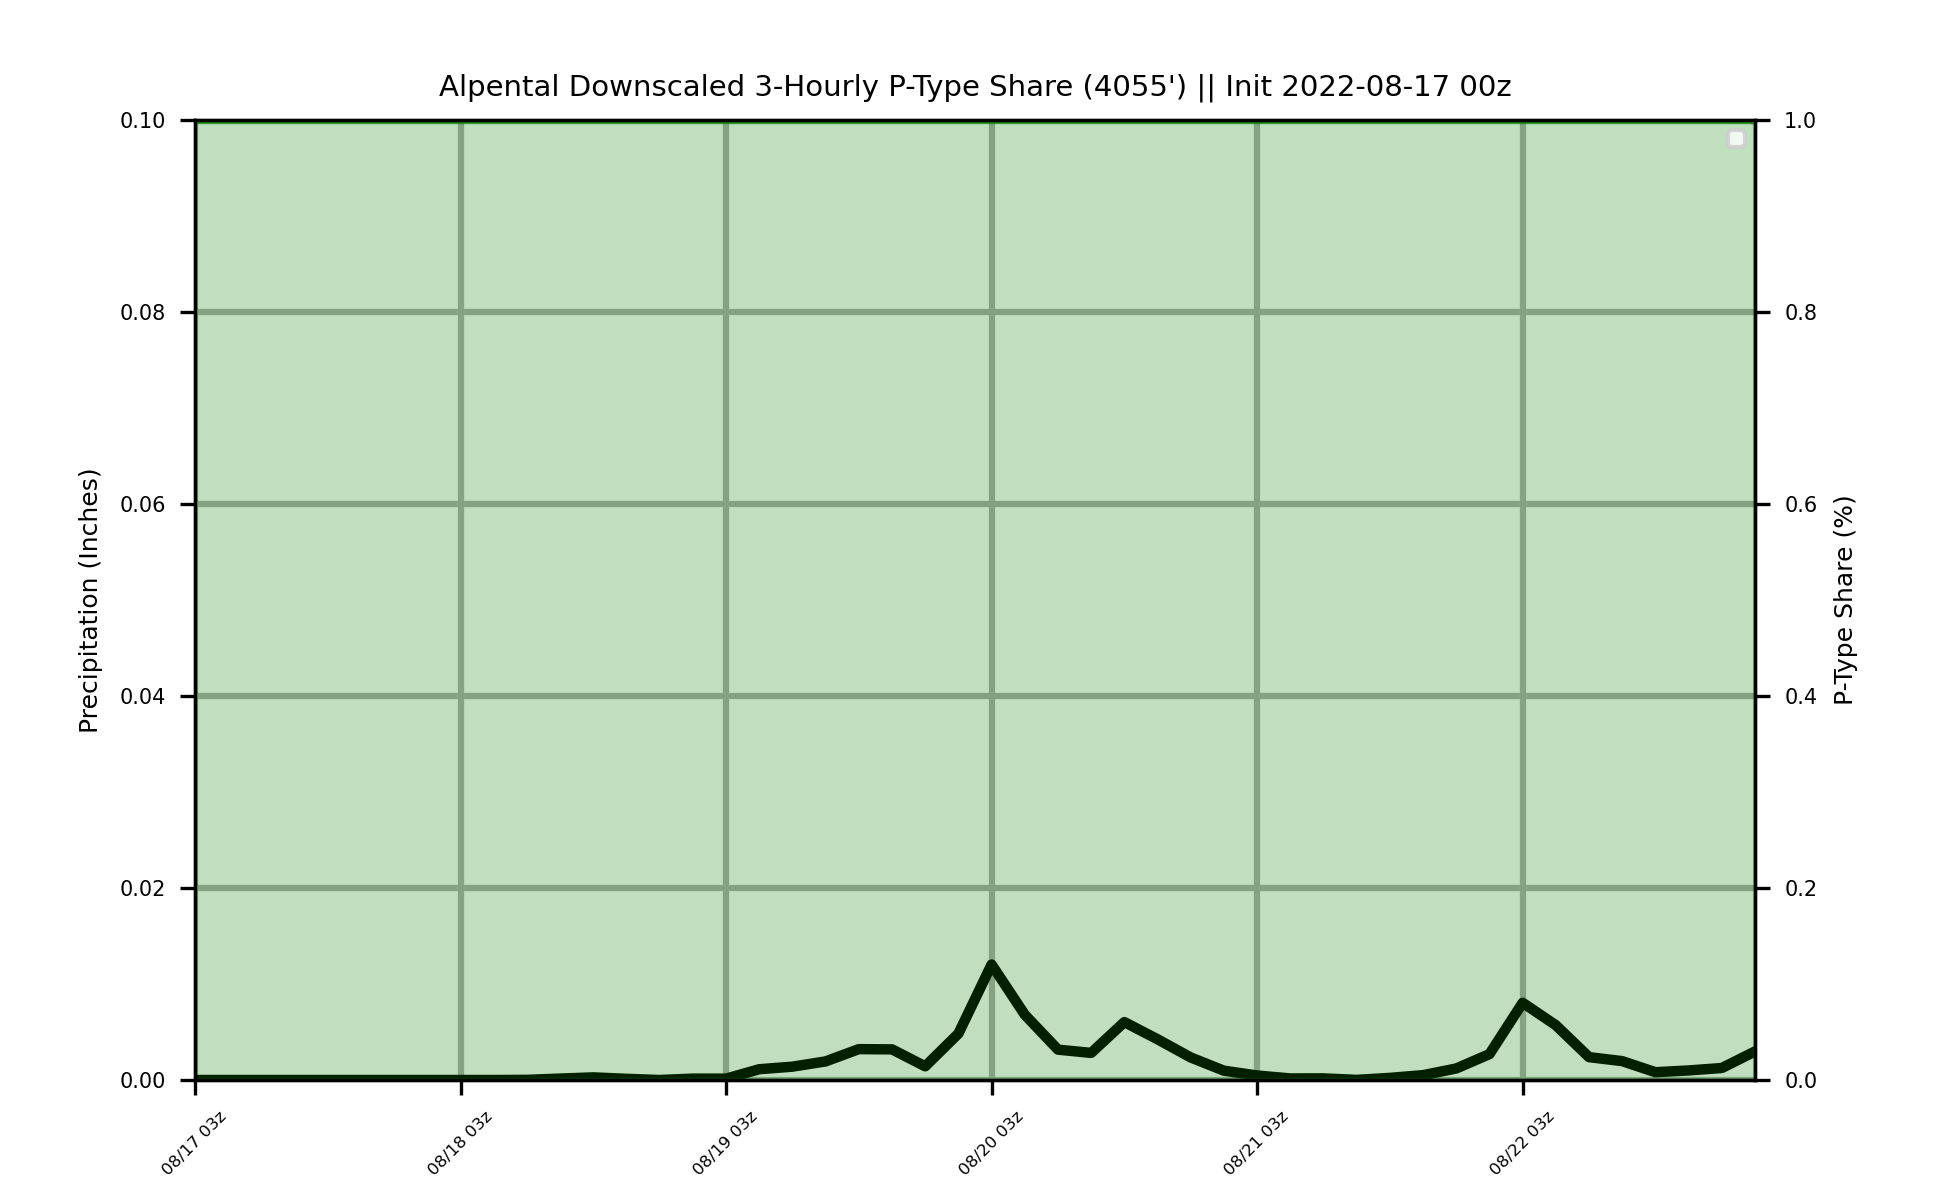 Alpental Downscaled 3-Hourly P-Type Share (4055') || Init 2022-08-17 00z
0.10
0.08
0.06
0.04
0.02
0.00
Precipitation (Inches)
1.0
0.8
0.6
0.4
0.2
0.0
P-Type Share (%)
08/17 03z
08/18 03z
08/19 03z
08/20 03z
08/21 03z
08/22 03z